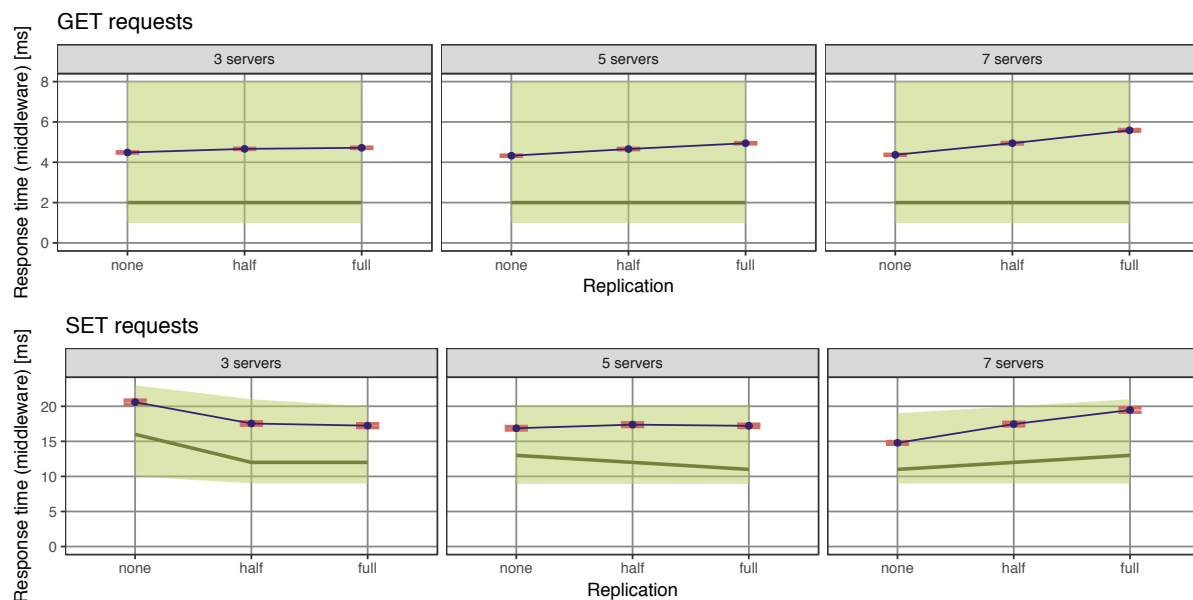 GET requests
Response time (middleware) [ms]
3 servers
5 servers
7 servers
8
6
4
2
0
none half full
none half full
none half full
Replication
SET requests
Response time (middleware) [ms]
3 servers
5 servers
7 servers
20
15
10
5
0
none half full
none half full
none half full
Replication